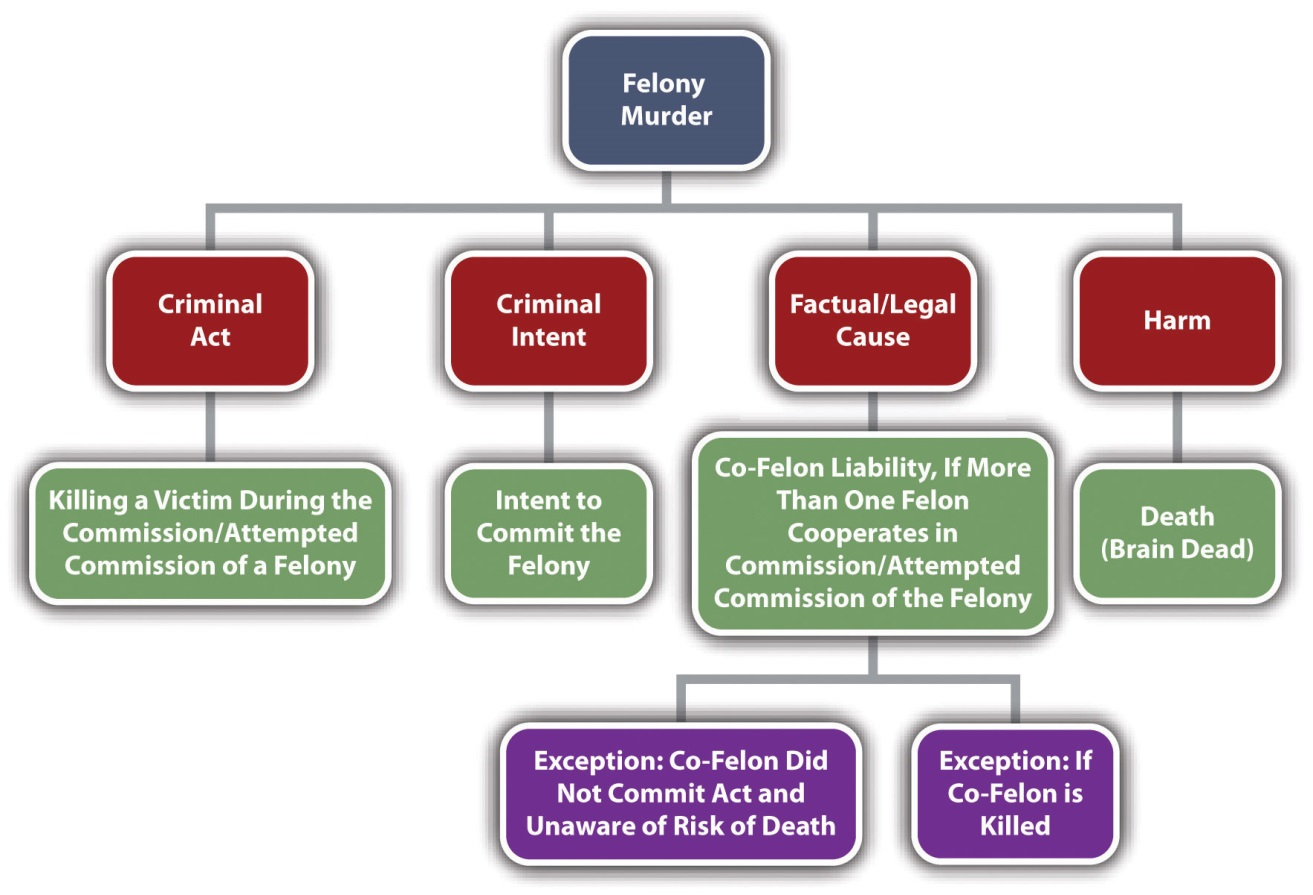 Felony
Murder
Criminal
Act
Criminal
Intent
Factual/Legal
Cause
Harm
Killing a Victim During the
Commission/Attempted
Commission of a Felony
Intent to
Commit the
Felony
Co-Felon Liability, If More
Than One Felon
Cooperates in
Commission/Attempted
Commission of the Felony
Death
(Brain Dead)
Exception: Co-Felon Did
Not Commit Act and
Unaware of Risk of Death
Exception: If
Co-Felon is
Killed